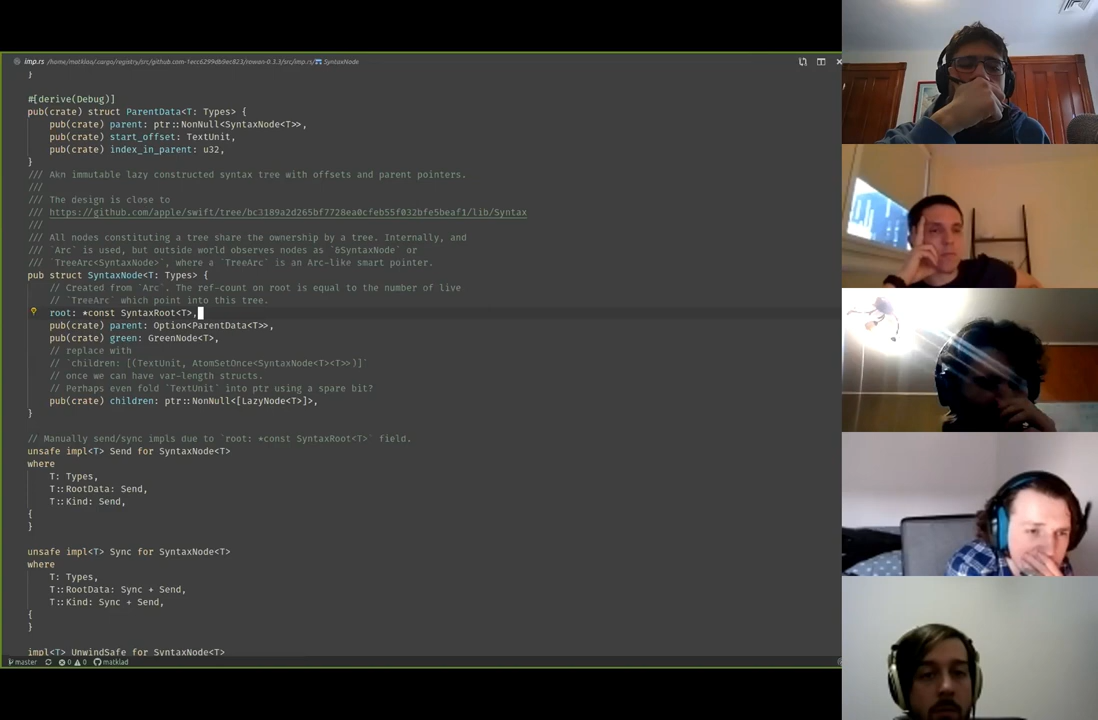 imp.rs /home/matklad/.cargo/registry/src/github.com-1ecc6299db9ec823/rowan-0.3.3/src/imp.rs/ SyntaxNode
}
#[derive(Debug)]
pub(crate) struct ParentData<T: Types> {
pub(crate) parent: ptr::NonNull<SyntaxNode<T>>,
pub(crate) start_offset: TextUnit,
pub(crate) index_in_parent: u32,
}
/// Akn immutable lazy constructed syntax tree with offsets and parent pointers.
///
/// The design is close to
/// https://github.com/apple/swift/tree/bc3189a2d265bf7728ea0cfeb55f032bfe5beaf1/lib/Syntax
///
/// All nodes constituting a tree share the ownership by a tree. Internally, and
/// `Arc` is used, but outside world observes nodes as `&SyntaxNode` or
/// `TreeArc<SyntaxNode>`, where a `TreeArc` is an Arc-like smart pointer.
pub struct SyntaxNode<T: Types> {
// Created from `Arc`. The ref-count on root is equal to the number of live
// `TreeArc` which point into this tree.
root: *const SyntaxRoot<T>,
pub(crate) parent: Option<ParentData<T>>,
pub(crate) green: GreenNode<T>,
// replace with
// `children: [(TextUnit, AtomSetOnce<SyntaxNode<T><T>>)]`
// once we can have var-length structs.
// Perhaps even fold `TextUnit` into ptr using a spare bit?
pub(crate) children: ptr::NonNull<[LazyNode<T>]>,
}
// Manually send/sync impls due to `root: *const SyntaxRoot<T>` field.
unsafe impl<T> Send for SyntaxNode<T>
where
T: Types,
T::RootData: Send,
T::Kind: Send,
{
}
unsafe impl<T> Sync for SyntaxNode<T>
where
T: Types,
T::RootData: Sync + Send,
T::Kind: Sync + Send,
{
}
impl<T> UnwindSafe for SyntaxNode<T>
master 0 0 matklad